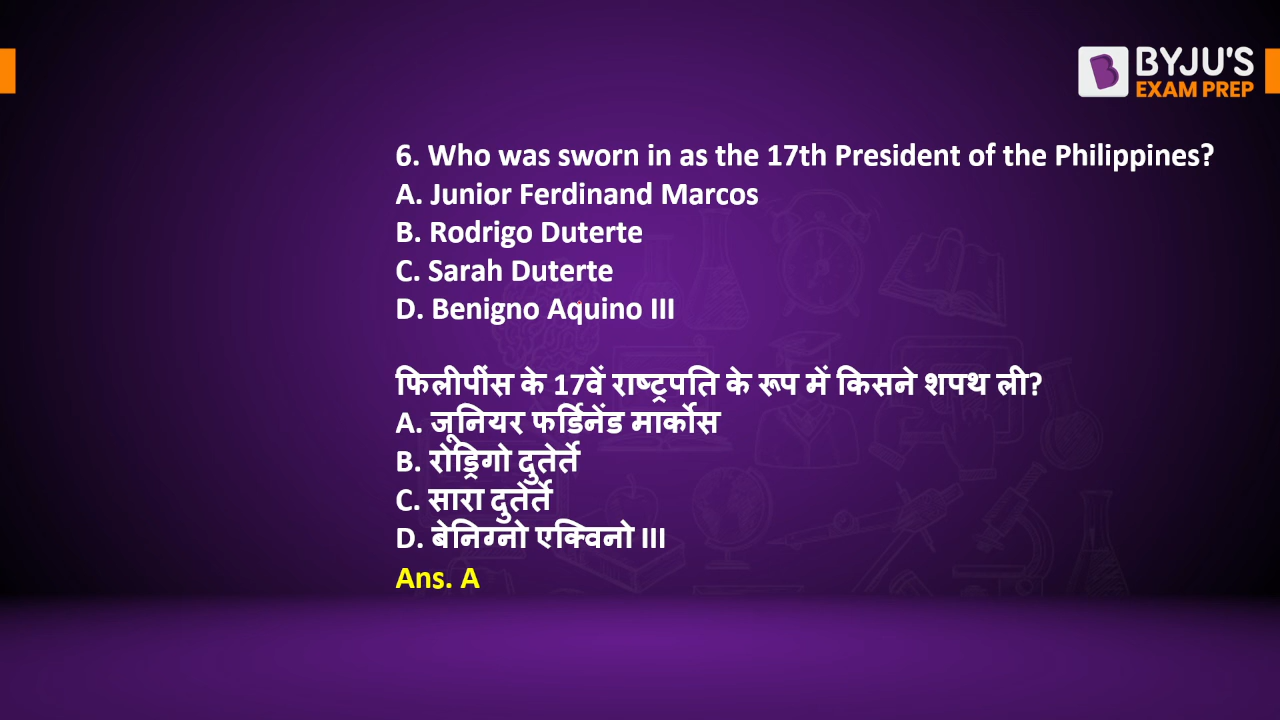 BYJU'S
EXAM PREP
6. Who was sworn in as the 17th President of the Philippines?
A. Junior Ferdinand Marcos
B. Rodrigo Duterte
C. Sarah Duterte
D. Benigno Aquino III
फिलीपींस के 17वें राष्ट्रपति के रूप में किसने शपथ ली?
A. जूनियर फर्डिनेंड मार्कोस
B. रोड्रिगो दुतेर्ते
C. सारा दुतेर्ते
D. बेनिग्नो एक्विनो III
Ans. A